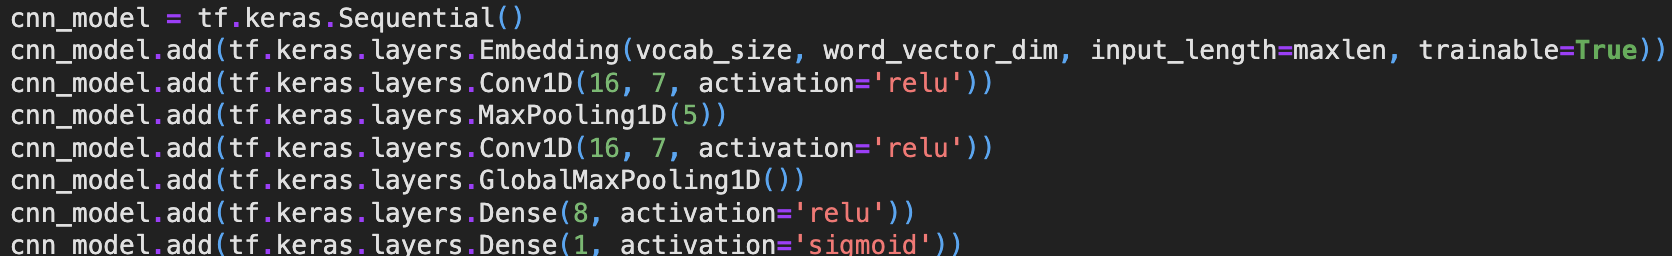 cnn_model = tf.keras.Sequential()
cnn_model.add(tf.keras.layers.Embedding(vocab_size, word_vector_dim, input_length=maxlen, trainable=True))
cnn_model.add(tf.keras.layers.Conv1D(16, 7, activation='relu'))
cnn_model.add(tf.keras.layers.MaxPooling1D(5))
cnn_model.add(tf.keras.layers.Conv1D(16, 7, activation='relu'))
cnn_model.add(tf.keras.layers.GlobalMaxPooling1D())
cnn_model.add(tf.keras.layers.Dense(8, activation='relu'))
cnn_model.add(tf.keras.layers.Dense(1, activation='sigmoid'))